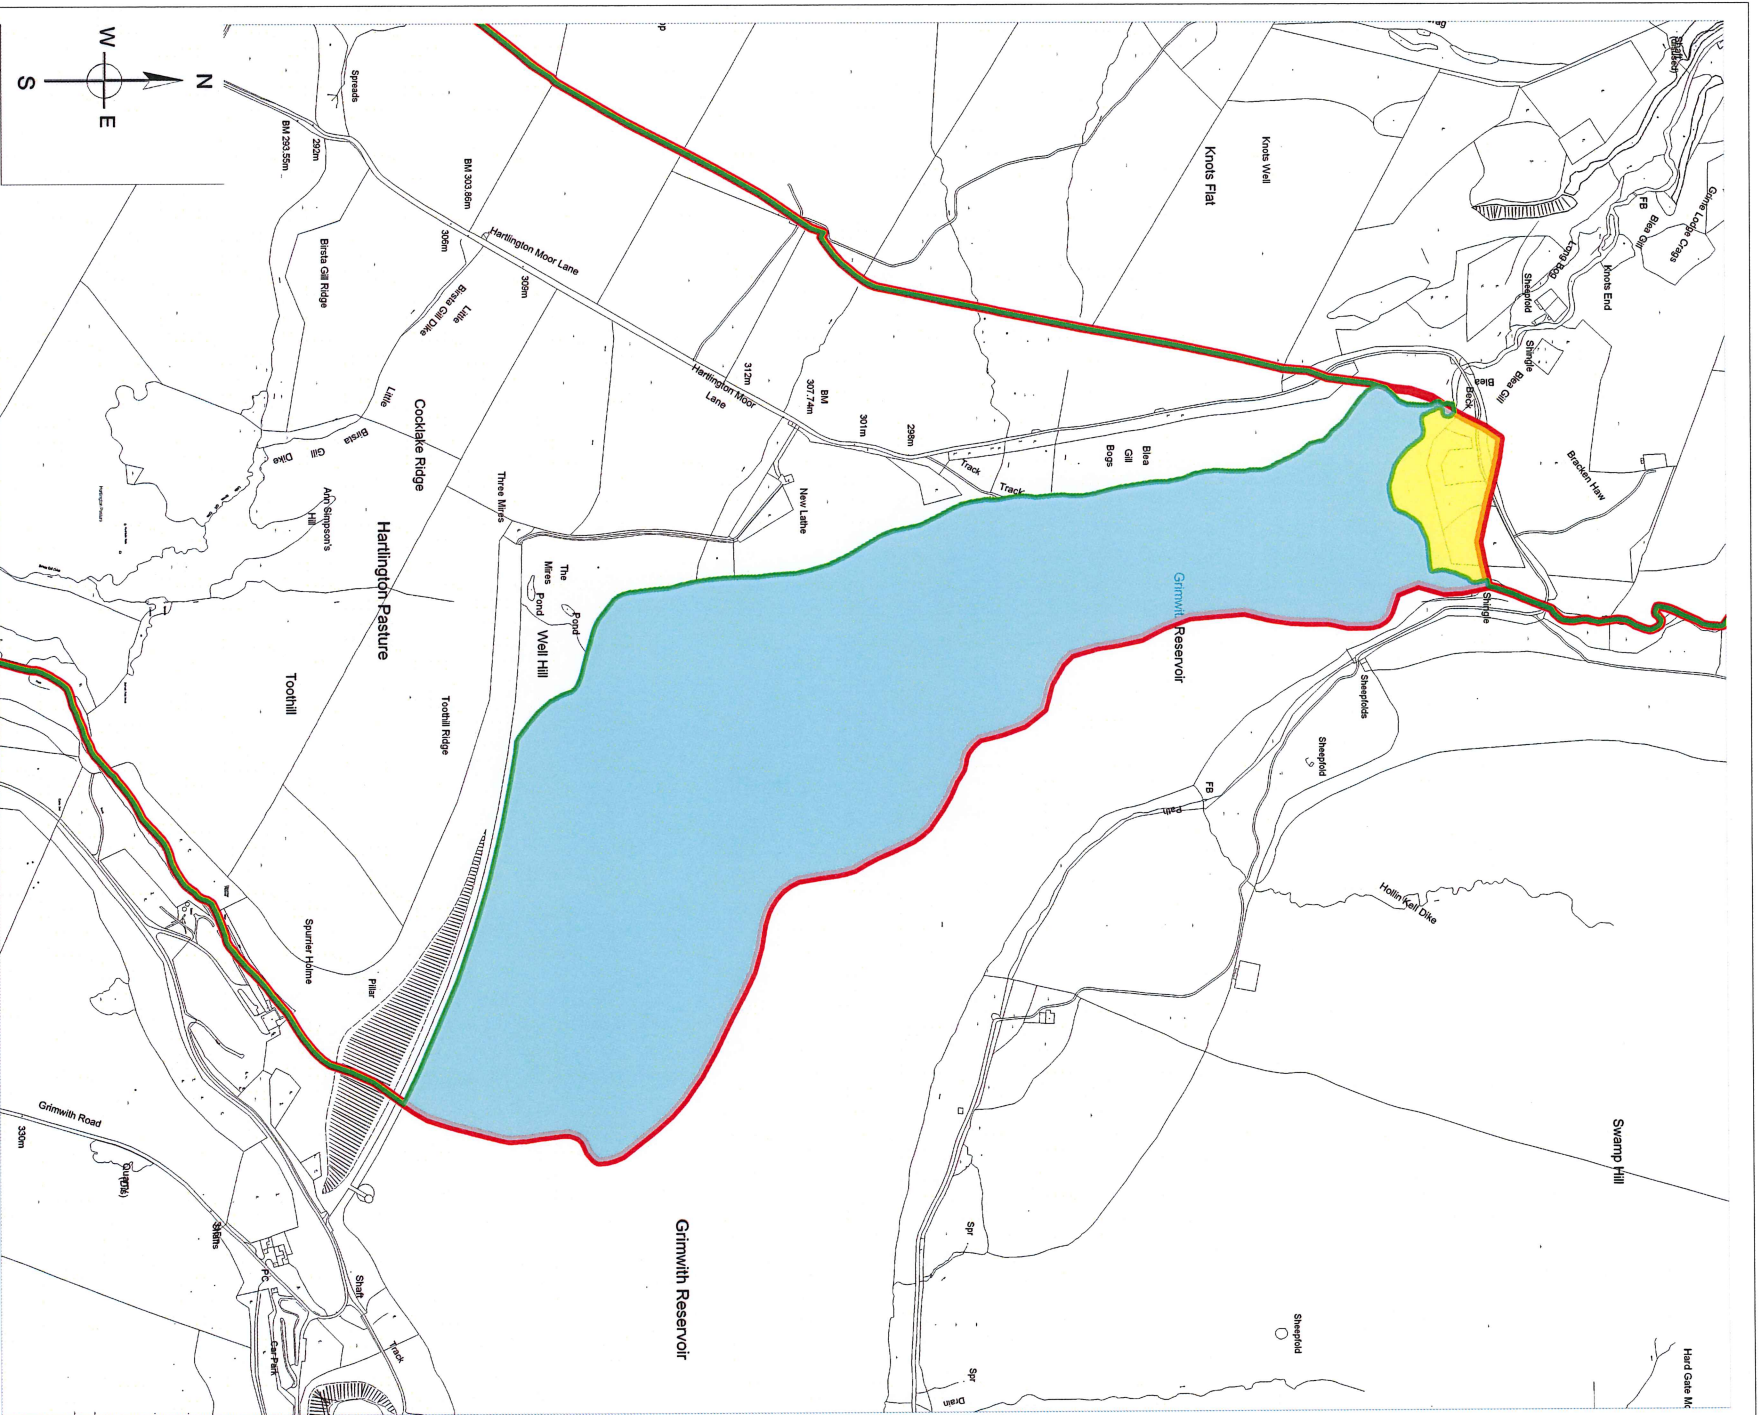 N
W
E
S
Spreads
292m
BM 293.55m
BM 303.86m
306m
Hartlington Moor Lane
309m
Birsta Gill Ridge
Little
Birsta Gill Dike
312m
Hartlington Moor
Lane
BM
307.74m
301m
298m
Track
Track
Blea
Gill
Bogs
New Lathe
Three Mires
Cocklake Ridge
Little
Birsta
Gill
Dike
Ann Simpson's
Hill
Hartlington Pasture
The
Mires
Pond
Pond
Well Hill
Toothill
Toothill Ridge
Spurrier Holme
Pillar
Grimwith Road
330m
Shaft
PC
Car Park
Track
Grimwith Reservoir
Grimwith Reservoir
Knots Flat
Knots Well
FB
Blea Gill
Grime Lodge Crags
Long Bog
Knots End
Sheepfold
Shingle
Blea Gill
Blea
Beck
Bracken Haw
Shingle
Sheepfolds
Sheepfold
FB
Path
Hollin Kell Dike
Swamp Hill
Spr
Spr
Drain
Sheepfold
Hard Gate